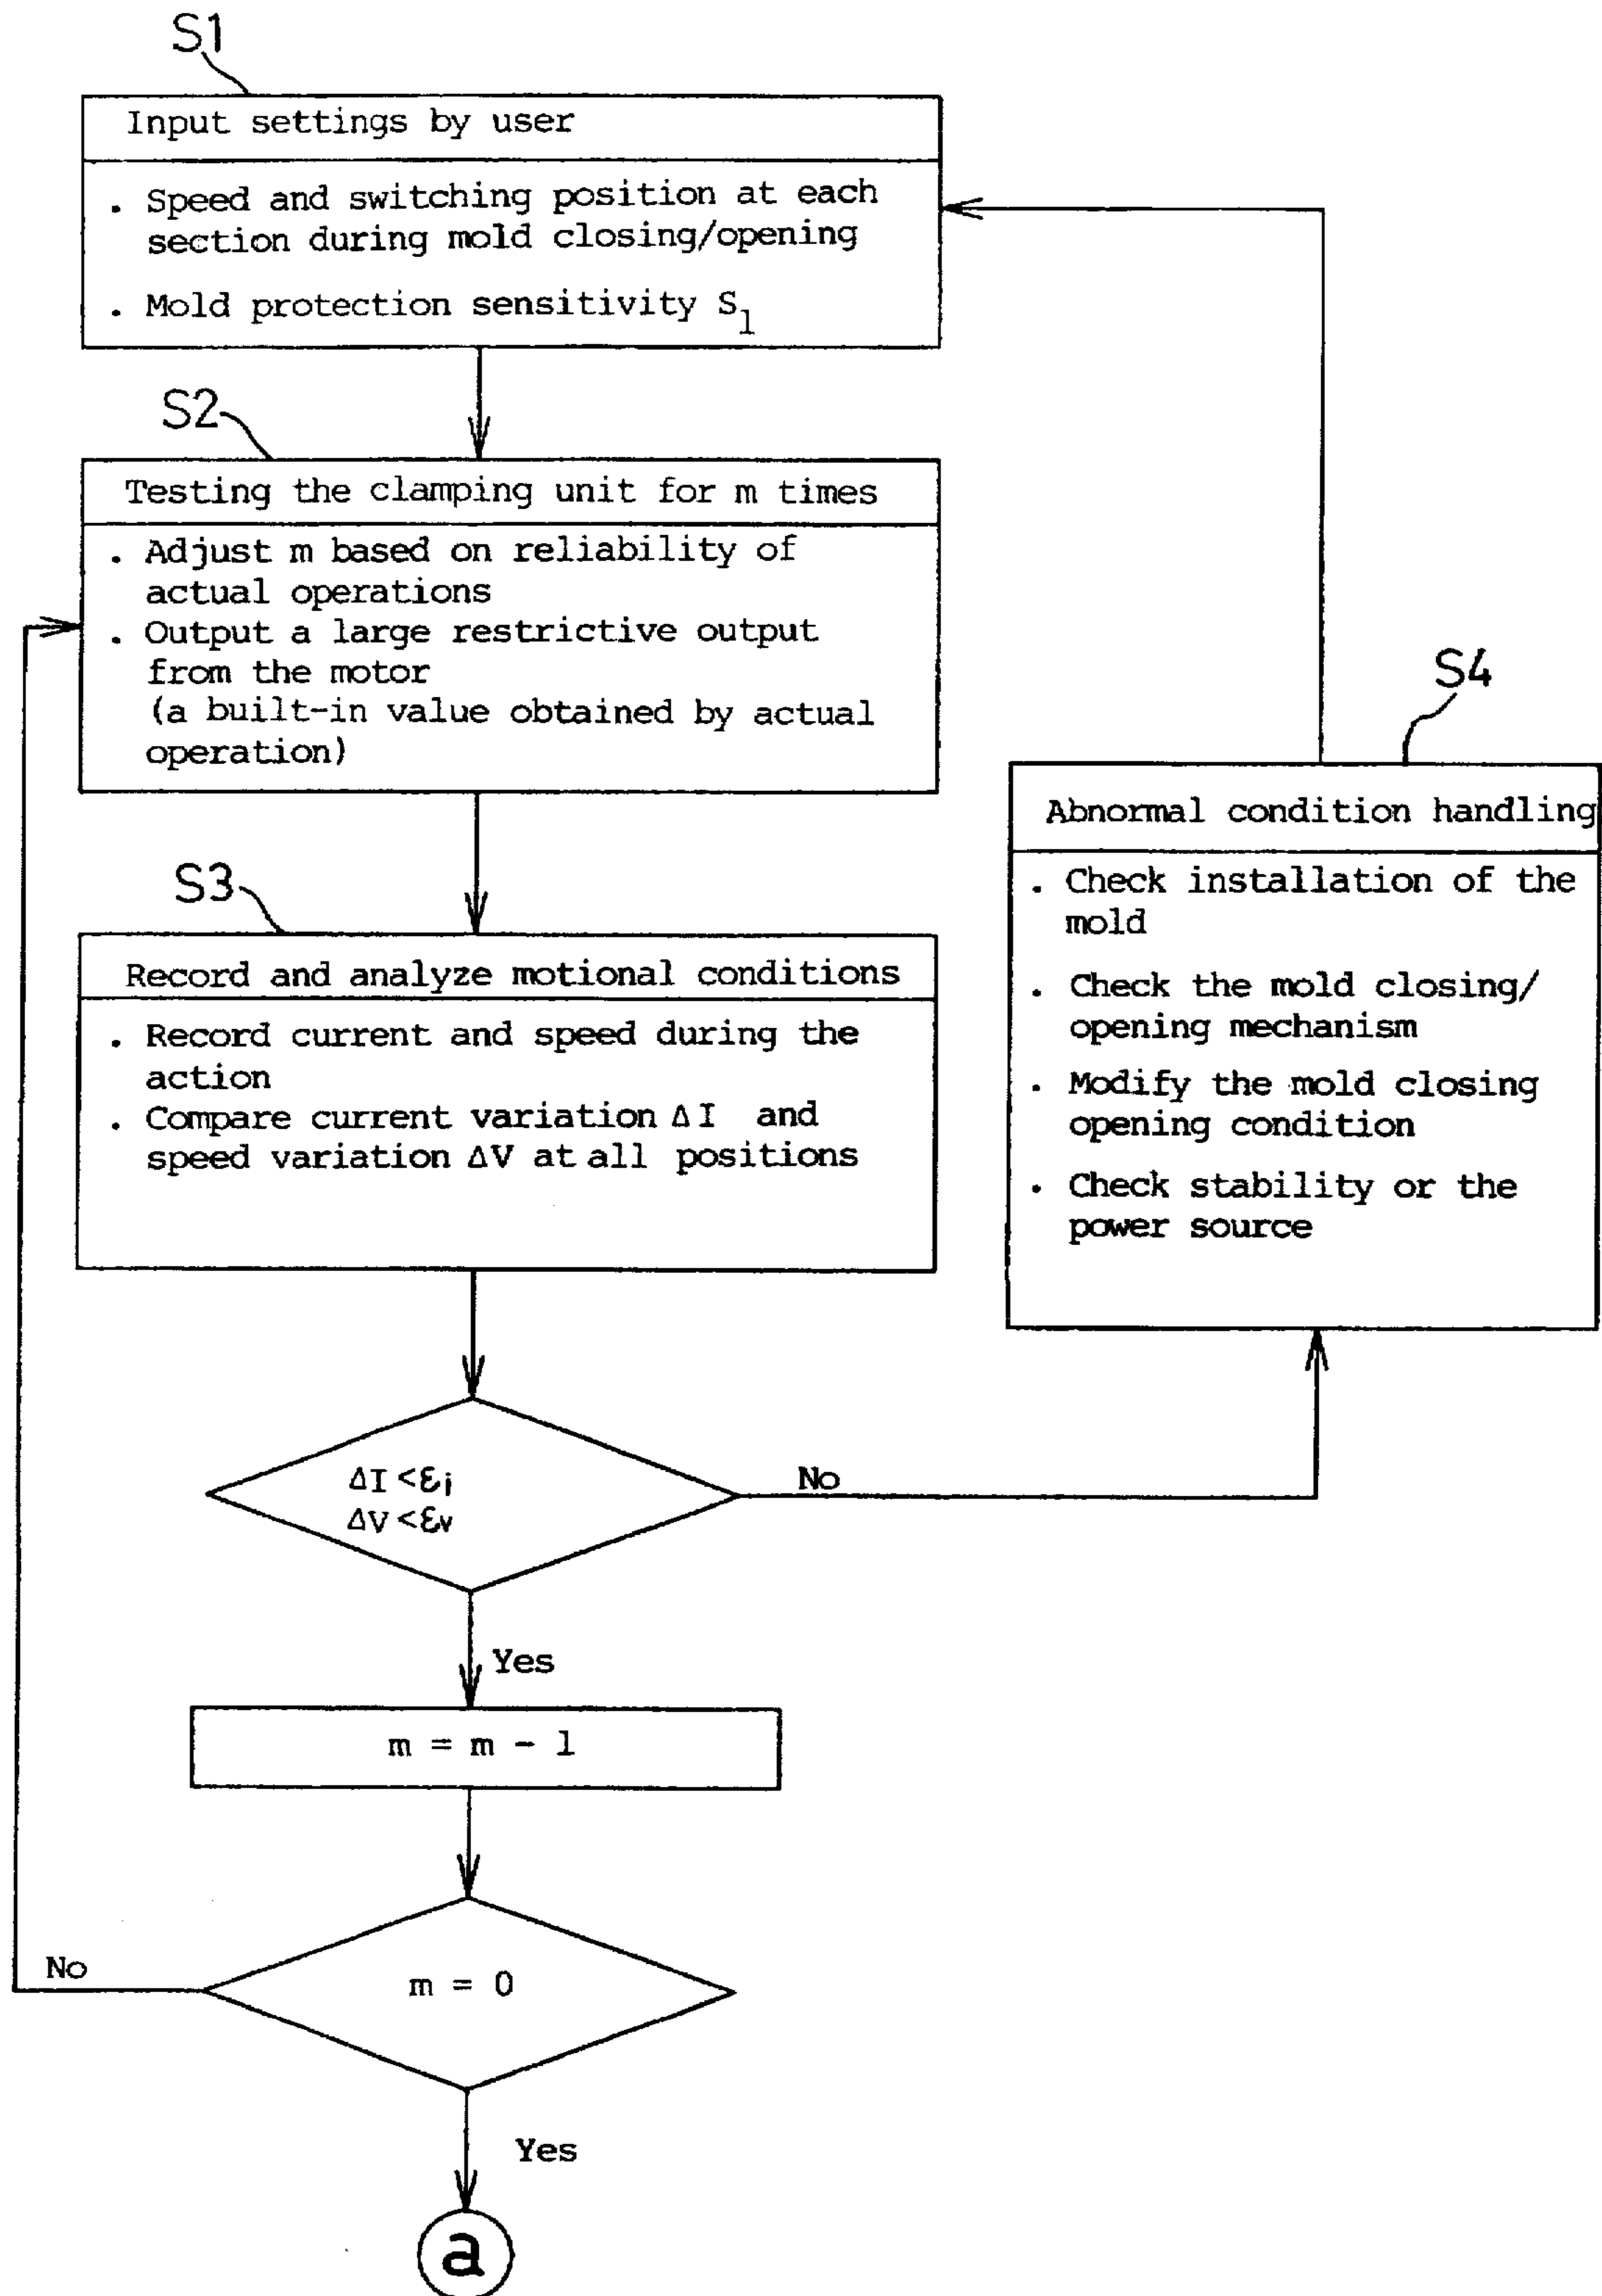 S1
Input settings by user
. Speed and switching position at each
section during mold closing/opening
. Mold protection sensitivity S1
S2
Testing the clamping unit for m times
. Adjust m based on reliability of
actual operations
. Output a large restrictive output
from the motor
(a built-in value obtained by actual
operation)
S3
Record and analyze motional conditions
. Record current and speed during the
action
. Compare current variation ΔI and
speed variation ΔV at all positions
S4
Abnormal condition handling
. Check installation of the
mold
. Check the mold closing/
opening mechanism
. Modify the mold closing
opening condition
. Check stability or the
power source
ΔI <εi
ΔV <εv
No
Yes
m = m - 1
m = 0
No
Yes
a